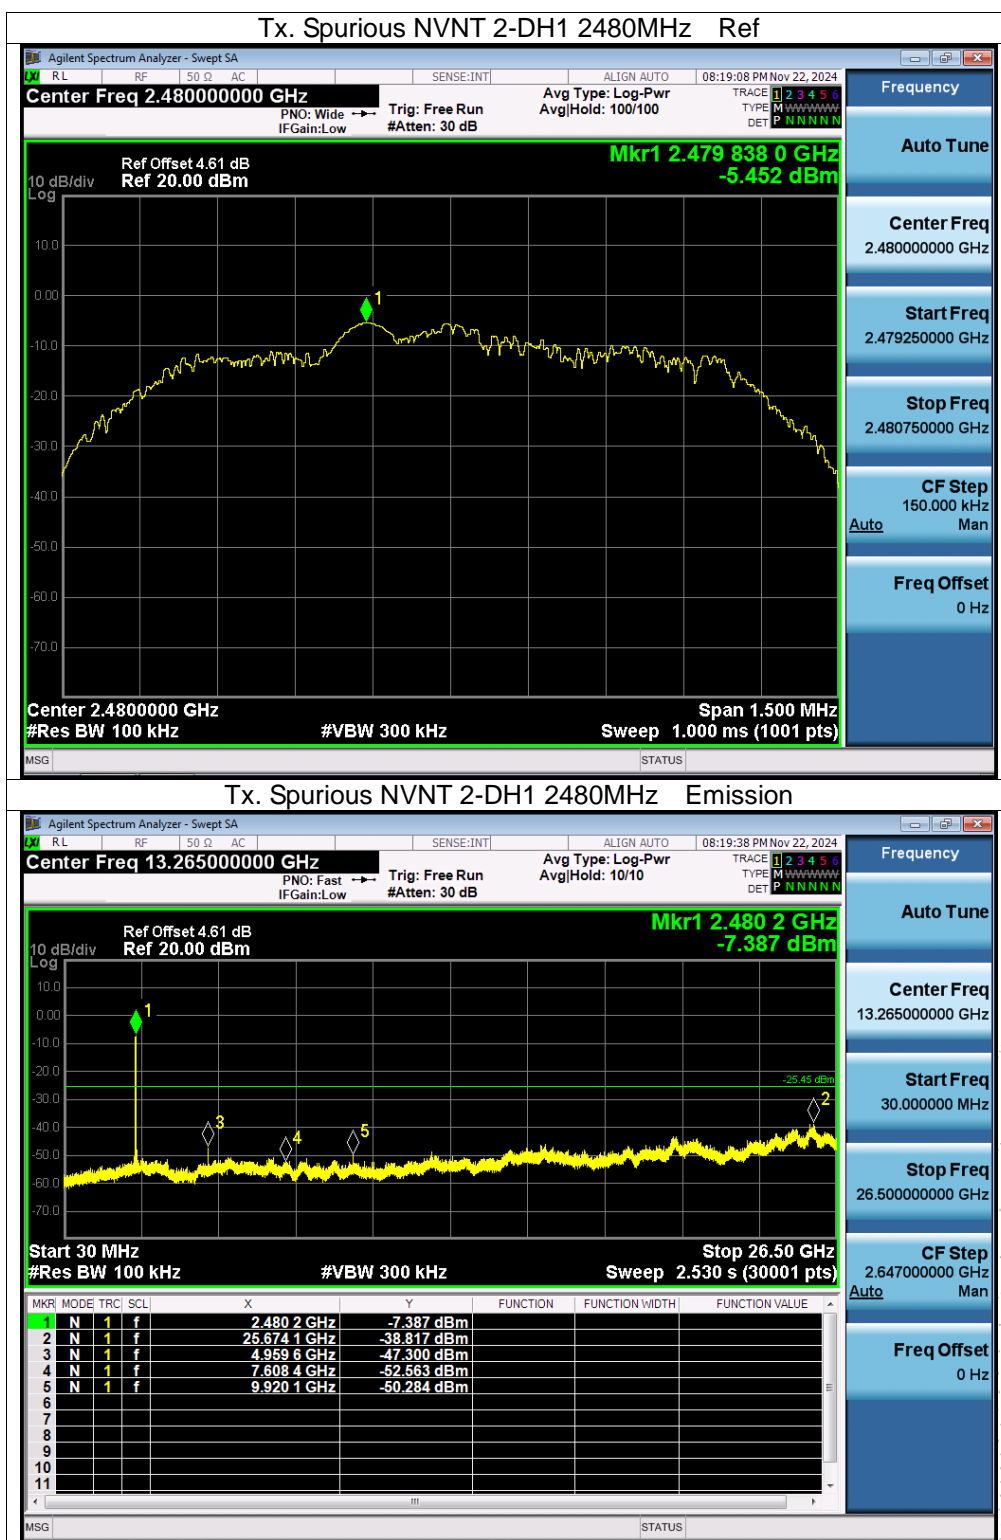 Tx. Spurious NVNT 2-DH1 2480MHz Ref
Agilent Spectrum Analyzer - Swept SA
LXI RL RF 50 Ω AC SENSE:INT ALIGN AUTO 08:19:08 PM Nov 22, 2024
Center Freq 2.480000000 GHz
PNO: Wide
IFGain:Low
Trig: Free Run
#Atten: 30 dB
Avg Type: Log-Pwr
Avg|Hold: 100/100
TRACE 1 2 3 4 5 6
TYPE M WWWWW
DET P N N N N N
Ref Offset 4.61 dB
10 dB/div Ref 20.00 dBm
Log
Mkr1 2.479 838 0 GHz
-5.452 dBm
10.0
0.00
-10.0
-20.0
-30.0
-40.0
-50.0
-60.0
-70.0
1
Center 2.4800000 GHz Span 1.500 MHz
#Res BW 100 kHz #VBW 300 kHz Sweep 1.000 ms (1001 pts)
MSG STATUS
Frequency
Auto Tune
Center Freq
2.480000000 GHz
Start Freq
2.479250000 GHz
Stop Freq
2.480750000 GHz
CF Step
150.000 kHz
Auto Man
Freq Offset
0 Hz
Tx. Spurious NVNT 2-DH1 2480MHz Emission
Agilent Spectrum Analyzer - Swept SA
LXI RL RF 50 Ω AC SENSE:INT ALIGN AUTO 08:19:38 PM Nov 22, 2024
Center Freq 13.265000000 GHz
PNO: Fast
IFGain:Low
Trig: Free Run
#Atten: 30 dB
Avg Type: Log-Pwr
Avg|Hold: 10/10
TRACE 1 2 3 4 5 6
TYPE M WWWWW
DET P N N N N N
Ref Offset 4.61 dB
10 dB/div Ref 20.00 dBm
Log
Mkr1 2.480 2 GHz
-7.387 dBm
10.0
0.00
-10.0
-20.0
-30.0
-40.0
-50.0
-60.0
-70.0
1
-25.45 dBm
2
3
4
5
Start 30 MHz Stop 26.50 GHz
#Res BW 100 kHz #VBW 300 kHz Sweep 2.530 s (30001 pts)
MKR MODE TRC SCL X Y FUNCTION FUNCTION WIDTH FUNCTION VALUE
1 N 1 f 2.480 2 GHz -7.387 dBm
2 N 1 f 25.674 1 GHz -38.817 dBm
3 N 1 f 4.959 6 GHz -47.300 dBm
4 N 1 f 7.608 4 GHz -52.563 dBm
5 N 1 f 9.920 1 GHz -50.284 dBm
6
7
8
9
10
11
MSG STATUS
Frequency
Auto Tune
Center Freq
13.265000000 GHz
Start Freq
30.000000 MHz
Stop Freq
26.500000000 GHz
CF Step
2.647000000 GHz
Auto Man
Freq Offset
0 Hz